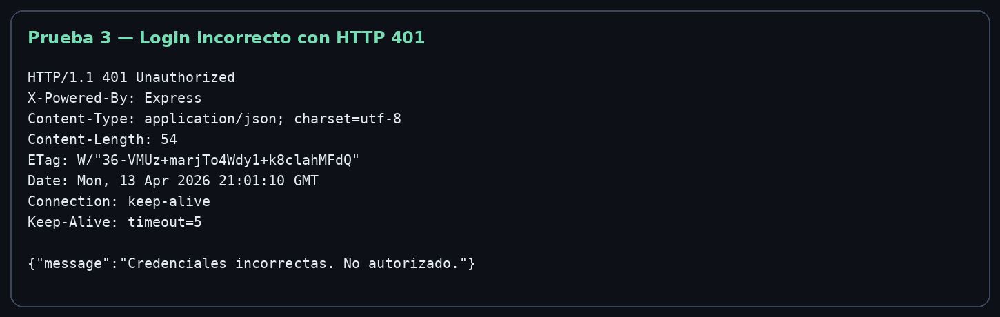 Prueba 3 — Login incorrecto con HTTP 401
HTTP/1.1 401 Unauthorized
X-Powered-By: Express
Content-Type: application/json; charset=utf-8
Content-Length: 54
ETag: W/"36-VMUz+marjTo4Wdy1+k8clahMFdQ"
Date: Mon, 13 Apr 2026 21:01:10 GMT
Connection: keep-alive
Keep-Alive: timeout=5
{"message":"Credenciales incorrectas. No autorizado."}